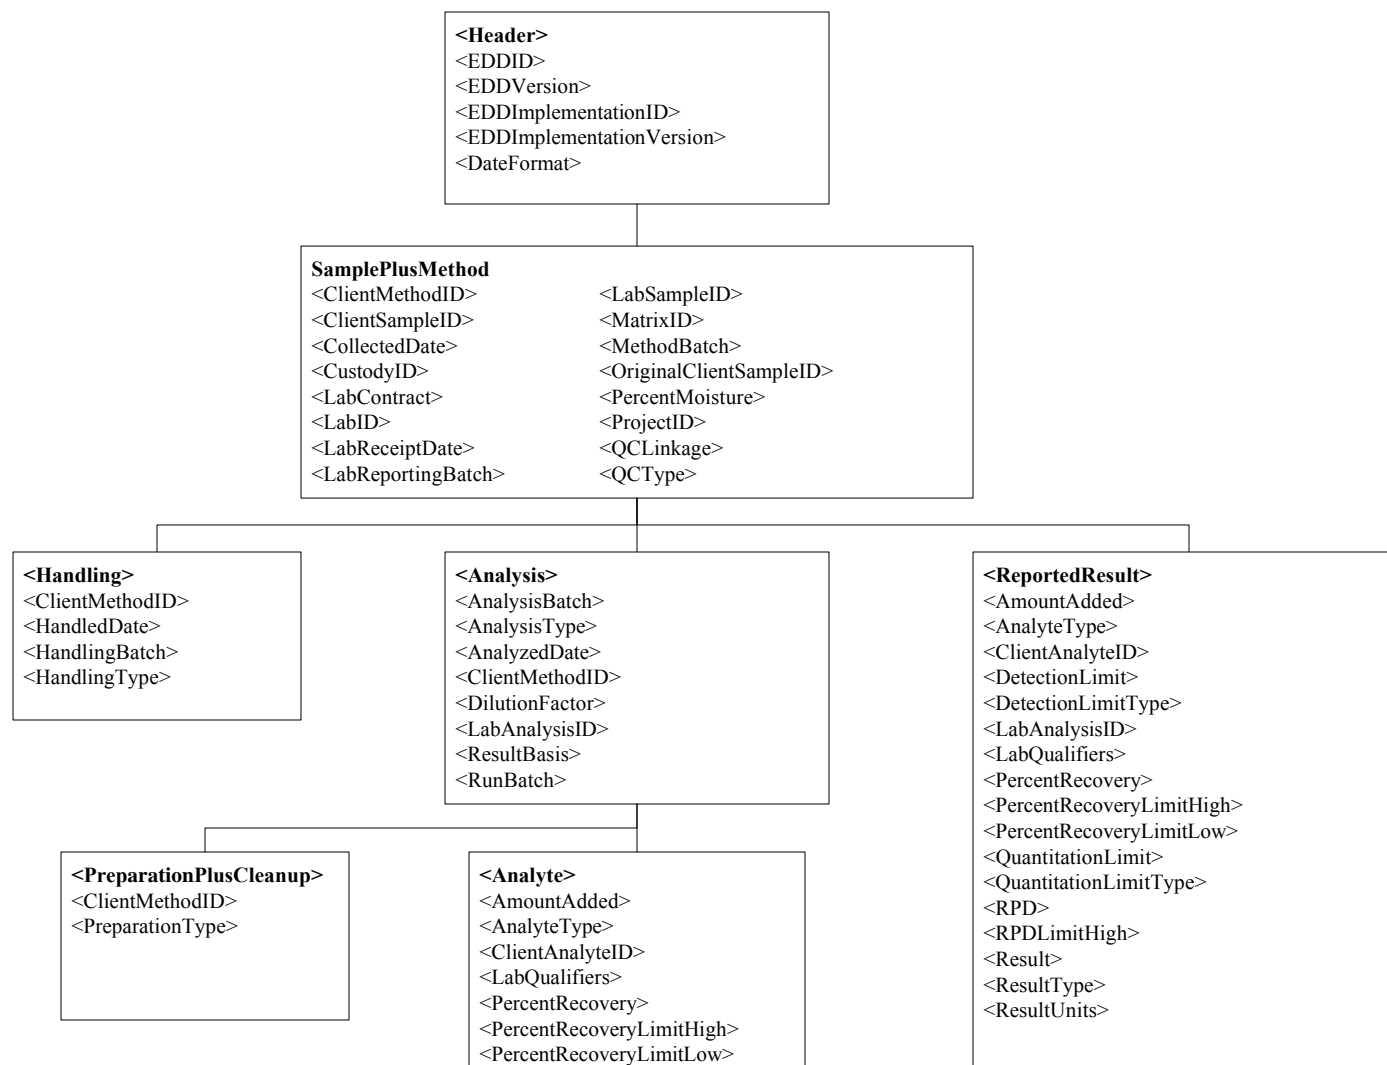 <Header>
<EDDID>
<EDDVersion>
<EDDImplementationID>
<EDDImplementationVersion>
<DateFormat>
SamplePlusMethod
<ClientMethodID>
<ClientSampleID>
<CollectedDate>
<CustodyID>
<LabContract>
<LabID>
<LabReceiptDate>
<LabReportingBatch>
<LabSampleID>
<MatrixID>
<MethodBatch>
<OriginalClientSampleID>
<PercentMoisture>
<ProjectID>
<QCLinkage>
<QCType>
<Handling>
<ClientMethodID>
<HandledDate>
<HandlingBatch>
<HandlingType>
<Analysis>
<AnalysisBatch>
<AnalysisType>
<AnalyzedDate>
<ClientMethodID>
<DilutionFactor>
<LabAnalysisID>
<ResultBasis>
<RunBatch>
<ReportedResult>
<AmountAdded>
<AnalyteType>
<ClientAnalyteID>
<DetectionLimit>
<DetectionLimitType>
<LabAnalysisID>
<LabQualifiers>
<PercentRecovery>
<PercentRecoveryLimitHigh>
<PercentRecoveryLimitLow>
<QuantitationLimit>
<QuantitationLimitType>
<RPD>
<RPDLimitHigh>
<Result>
<ResultType>
<ResultUnits>
<PreparationPlusCleanup>
<ClientMethodID>
<PreparationType>
<Analyte>
<AmountAdded>
<AnalyteType>
<ClientAnalyteID>
<LabQualifiers>
<PercentRecovery>
<PercentRecoveryLimitHigh>
<PercentRecoveryLimitLow>